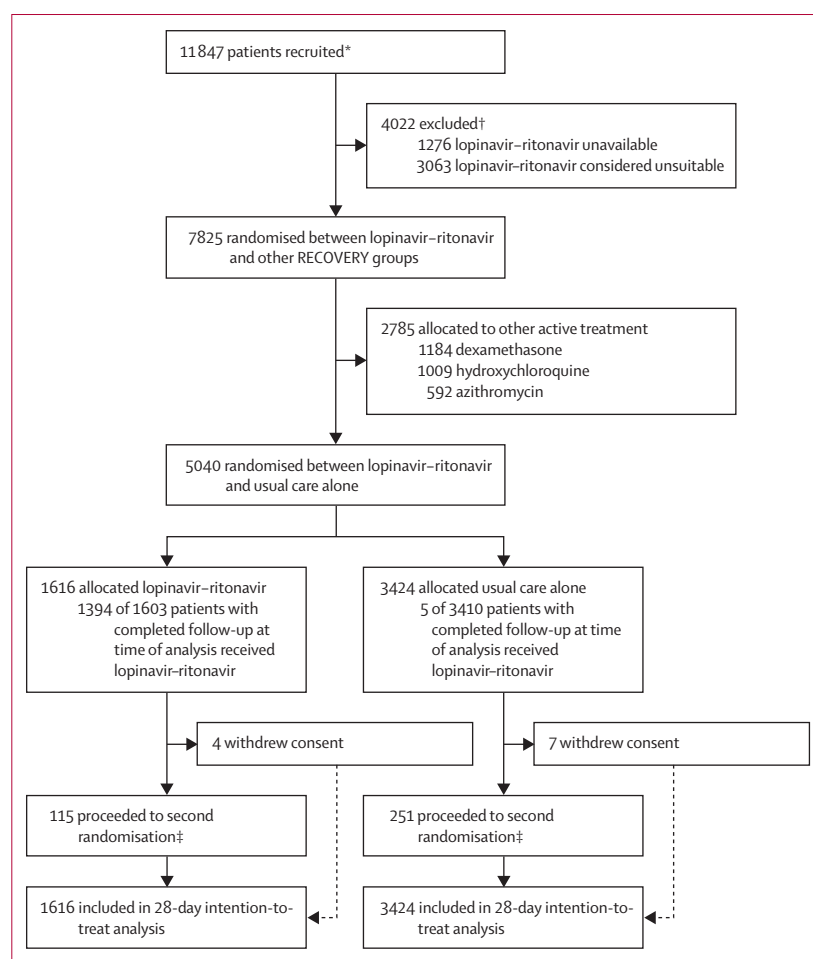 11847 patients recruited*
4022 excluded†
1276 lopinavir–ritonavir unavailable
3063 lopinavir–ritonavir considered unsuitable
7825 randomised between lopinavir–ritonavir
and other RECOVERY groups
2785 allocated to other active treatment
1184 dexamethasone
1009 hydroxychloroquine
592 azithromycin
5040 randomised between lopinavir–ritonavir
and usual care alone
1616 allocated lopinavir–ritonavir
1394 of 1603 patients with
completed follow-up at
time of analysis received
lopinavir–ritonavir
3424 allocated usual care alone
5 of 3410 patients with
completed follow-up at time
of analysis received
lopinavir–ritonavir
4 withdrew consent
7 withdrew consent
115 proceeded to second
randomisation‡
251 proceeded to second
randomisation‡
1616 included in 28-day intention-to-
treat analysis
3424 included in 28-day intention-to-
treat analysis